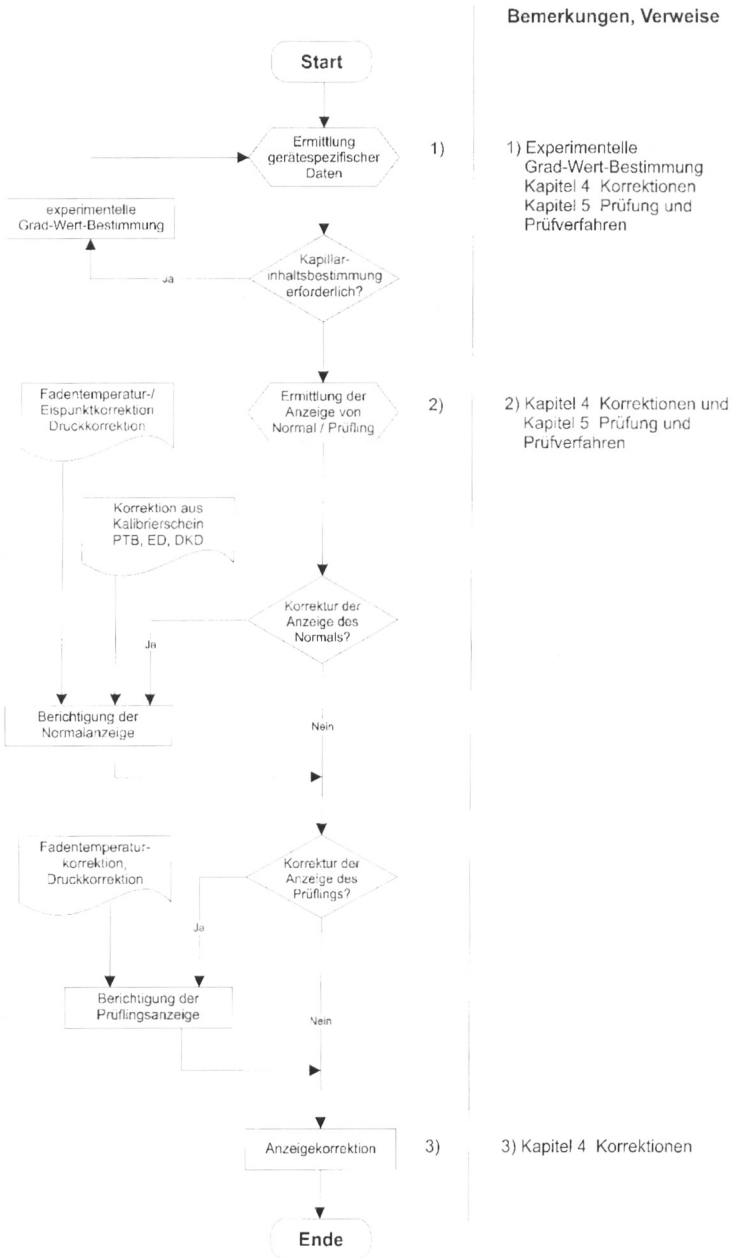 Bemerkungen, Verweise
Start
Ermittlung
gerätespezifischer
Daten
1)
1) Experimentelle
Grad-Wert-Bestimmung
Kapitel 4 Korrektionen
Kapitel 5 Prüfung und
Prüfverfahren
experimentelle
Grad-Wert-Bestimmung
Ja
Kapillar-
inhaltsbestimmung
erforderlich?
Fadentemperatur-/
Eispunktkorrektion
Druckkorrektion
Ermittlung der
Anzeige von
Normal / Prüfling
2)
2) Kapitel 4 Korrektionen und
Kapitel 5 Prüfung und
Prüfverfahren
Korrektion aus
Kalibrierschein
PTB, ED, DKD
Korrektur der
Anzeige des
Normals?
Ja
Berichtigung der
Normalanzeige
Nein
Fadentemperatur-
korrektion,
Druckkorrektion
Korrektur der
Anzeige des
Prüflings?
Ja
Berichtigung der
Prüflingsanzeige
Nein
Anzeigekorrektion
3)
3) Kapitel 4 Korrektionen
Ende